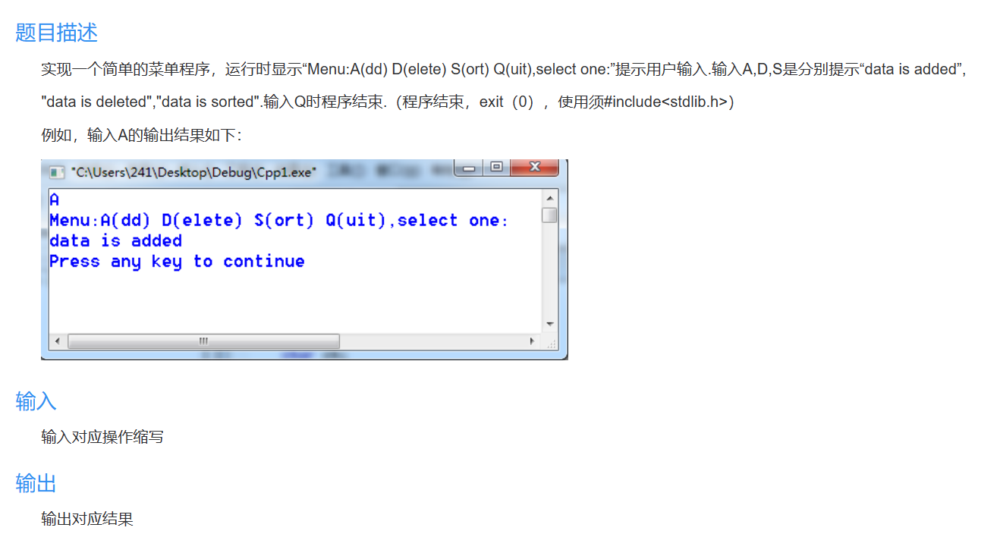 题目描述
实现一个简单的菜单程序，运行时显示“Menu:A(dd) D(elete) S(ort) Q(uit),select one:”提示用户输入.输入A,D,S是分别提示“data is added”,
"data is deleted","data is sorted".输入Q时程序结束.（程序结束，exit（0），使用须#include<stdlib.h>）
例如，输入A的输出结果如下：
"C:\Users\241\Desktop\Debug\Cpp1.exe"
A
Menu:A(dd) D(elete) S(ort) Q(uit),select one:
data is added
Press any key to continue
输入
输入对应操作缩写
输出
输出对应结果